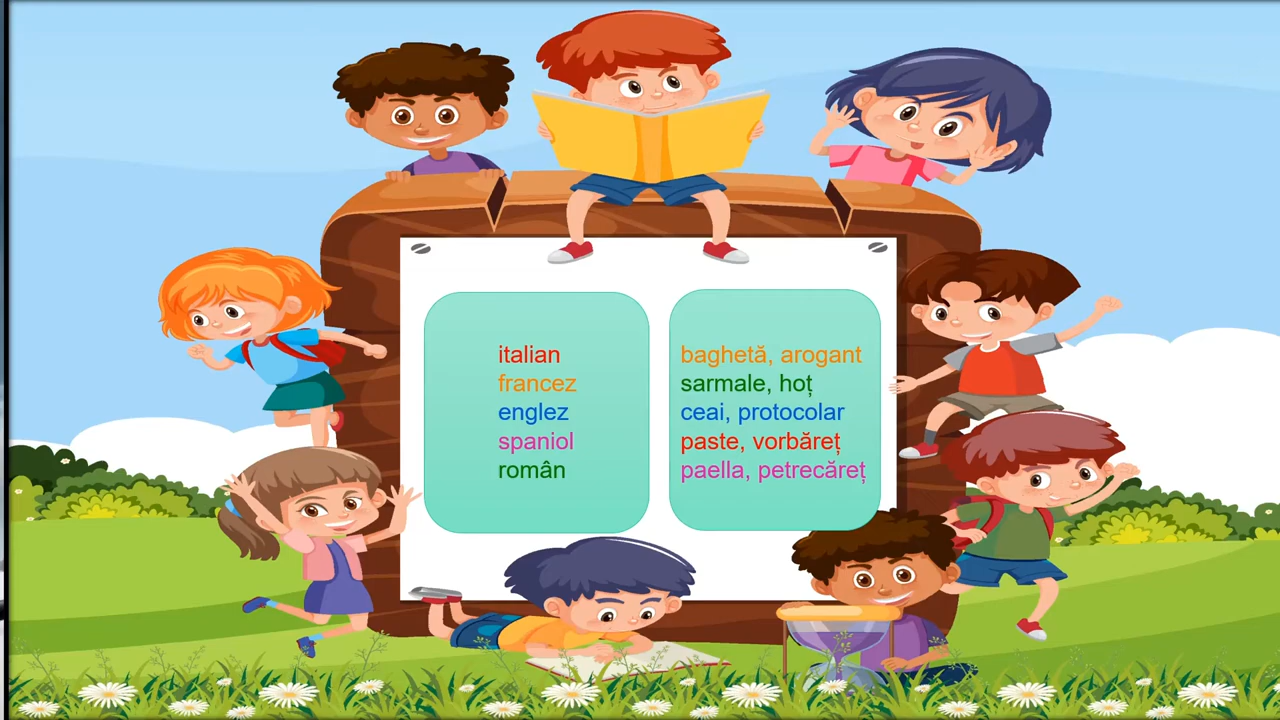 italian
francez
englez
spaniol
român
baghetă, arogant
sarmale, hoț
ceai, protocolar
paste, vorbăreț
paella, petrecăreț